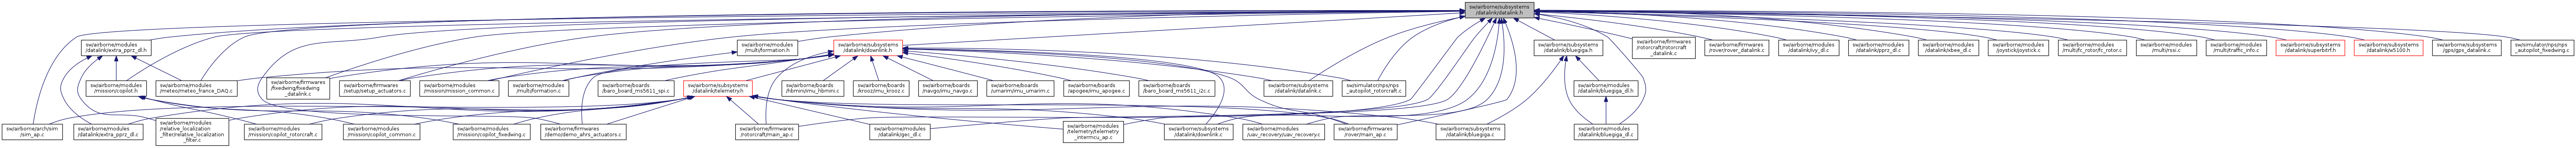 sw/airborne/subsystems
/datalink/datalink.h
sw/airborne/modules
/datalink/extra_pprz_dl.h
sw/airborne/modules
/multi/formation.h
sw/airborne/subsystems
/datalink/downlink.h
sw/airborne/subsystems
/datalink/bluegiga.h
sw/airborne/firmwares
/rotorcraft/rotorcraft
_datalink.c
sw/airborne/firmwares
/rover/rover_datalink.c
sw/airborne/modules
/datalink/ivy_dl.c
sw/airborne/modules
/datalink/pprz_dl.c
sw/airborne/modules
/datalink/xbee_dl.c
sw/airborne/modules
/joystick/joystick.c
sw/airborne/modules
/multi/fc_rotor/fc_rotor.c
sw/airborne/modules
/multi/rssi.c
sw/airborne/modules
/multi/traffic_info.c
sw/airborne/subsystems
/datalink/superbitrf.h
sw/airborne/subsystems
/datalink/w5100.h
sw/airborne/subsystems
/gps/gps_datalink.c
sw/simulator/nps/nps
_autopilot_fixedwing.c
sw/airborne/modules
/mission/copilot.h
sw/airborne/modules
/meteo/meteo_france_DAQ.c
sw/airborne/firmwares
/fixedwing/fixedwing
_datalink.c
sw/airborne/firmwares
/setup/setup_actuators.c
sw/airborne/modules
/mission/mission_common.c
sw/airborne/modules
/multi/formation.c
sw/airborne/boards
/baro_board_ms5611_spi.c
sw/airborne/subsystems
/datalink/telemetry.h
sw/airborne/boards
/hbmini/imu_hbmini.c
sw/airborne/boards
/krooz/imu_krooz.c
sw/airborne/boards
/navgo/imu_navgo.c
sw/airborne/boards
/umarim/imu_umarim.c
sw/airborne/boards
/apogee/imu_apogee.c
sw/airborne/boards
/baro_board_ms5611_i2c.c
sw/airborne/subsystems
/datalink/datalink.c
sw/simulator/nps/nps
_autopilot_rotorcraft.c
sw/airborne/modules
/datalink/bluegiga_dl.h
sw/airborne/arch/sim
/sim_ap.c
sw/airborne/modules
/datalink/extra_pprz_dl.c
sw/airborne/modules
/relative_localization
_filter/relative_localization
_filter.c
sw/airborne/modules
/mission/copilot_rotorcraft.c
sw/airborne/modules
/mission/copilot_common.c
sw/airborne/modules
/mission/copilot_fixedwing.c
sw/airborne/firmwares
/demo/demo_ahrs_actuators.c
sw/airborne/firmwares
/rotorcraft/main_ap.c
sw/airborne/modules
/datalink/gec_dl.c
sw/airborne/modules
/telemetry/telemetry
_intermcu_ap.c
sw/airborne/subsystems
/datalink/downlink.c
sw/airborne/modules
/uav_recovery/uav_recovery.c
sw/airborne/firmwares
/rover/main_ap.c
sw/airborne/subsystems
/datalink/bluegiga.c
sw/airborne/modules
/datalink/bluegiga_dl.c